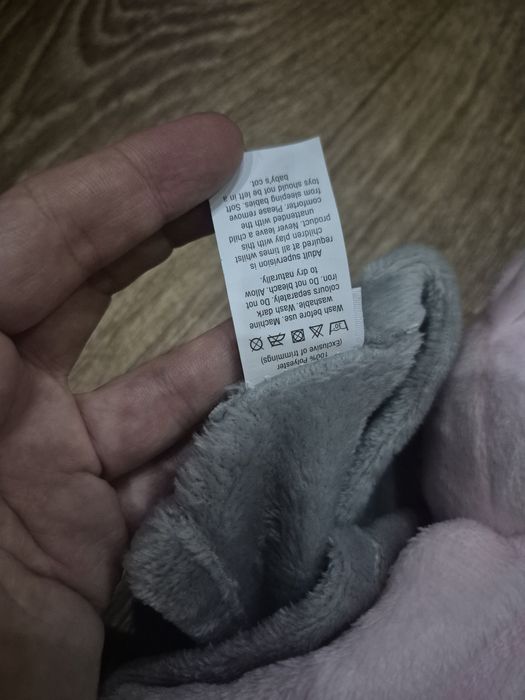 100% Polyester
(Exclusive of trimmings)
Wash before use. Machine
washable. Wash dark
colours separately. Do not
iron. Do not bleach. Allow
to dry naturally.
Adult supervision is
required at all times whilst
children play with this
product. Never leave a child
unattended with the
comforter. Please remove
from sleeping babies. Soft
toys should not be left in a
baby's cot.